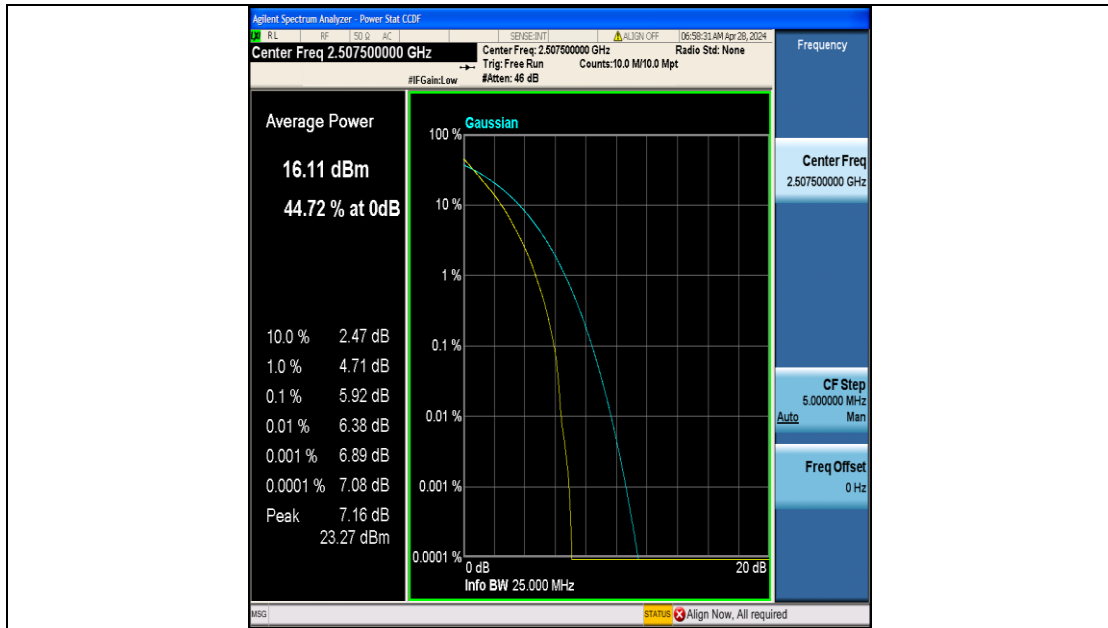 Agilent Spectrum Analyzer - Power Stat CCDF
RL RF 50 Ω AC SENSE:INT ALIGN OFF 06:58:31 AM Apr 28, 2024
Center Freq 2.507500000 GHz
Center Freq: 2.507500000 GHz Radio Std: None
Trig: Free Run Counts:10.0 M/10.0 Mpt
#IFGain:Low #Atten: 46 dB
Frequency
Average Power
16.11 dBm
44.72 % at 0dB
10.0 % 2.47 dB
1.0 % 4.71 dB
0.1 % 5.92 dB
0.01 % 6.38 dB
0.001 % 6.89 dB
0.0001 % 7.08 dB
Peak 7.16 dB
23.27 dBm
Gaussian
100 %
10 %
1 %
0.1 %
0.01 %
0.001 %
0.0001 %
0 dB 20 dB
Info BW 25.000 MHz
Center Freq
2.507500000 GHz
CF Step
5.000000 MHz
Auto Man
Freq Offset
0 Hz
MSG STATUS Align Now, All required